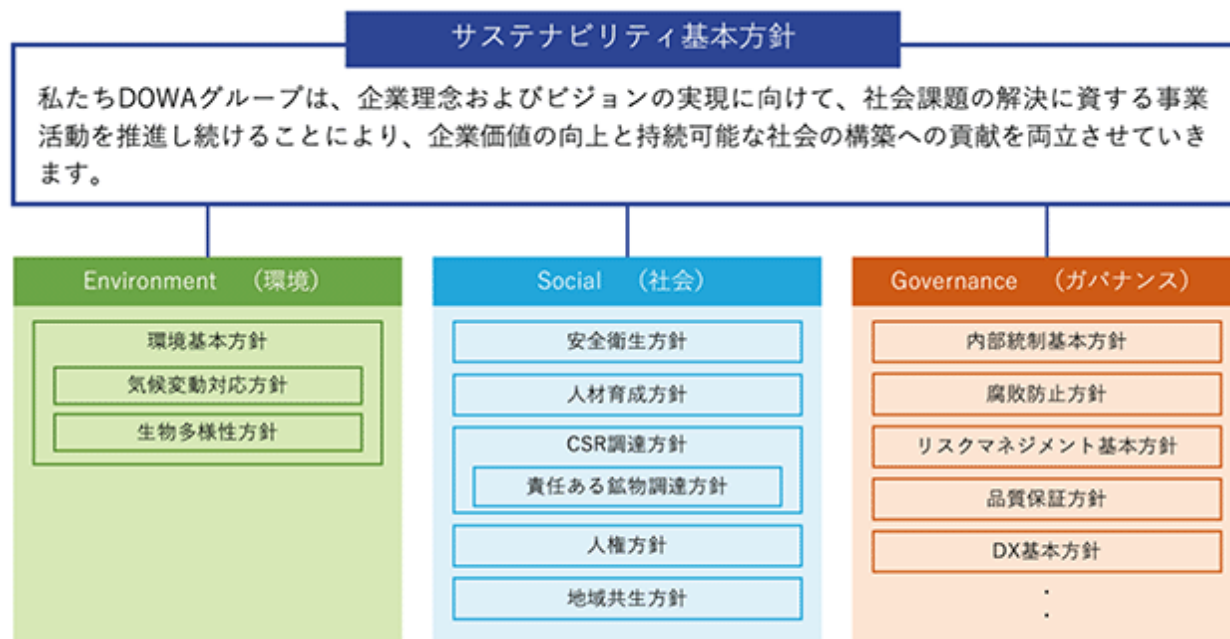 サステナビリティ基本方針
私たちDOWAグループは、企業理念およびビジョンの実現に向けて、社会課題の解決に資する事業
活動を推進し続けることにより、企業価値の向上と持続可能な社会の構築への貢献を両立させていき
ます。
Environment （環境）
環境基本方針
気候変動対応方針
生物多様性方針
Social （社会）
安全衛生方針
人材育成方針
CSR調達方針
責任ある鉱物調達方針
人権方針
地域共生方針
Governance （ガバナンス）
内部統制基本方針
腐敗防止方針
リスクマネジメント基本方針
品質保証方針
DX基本方針
・
・